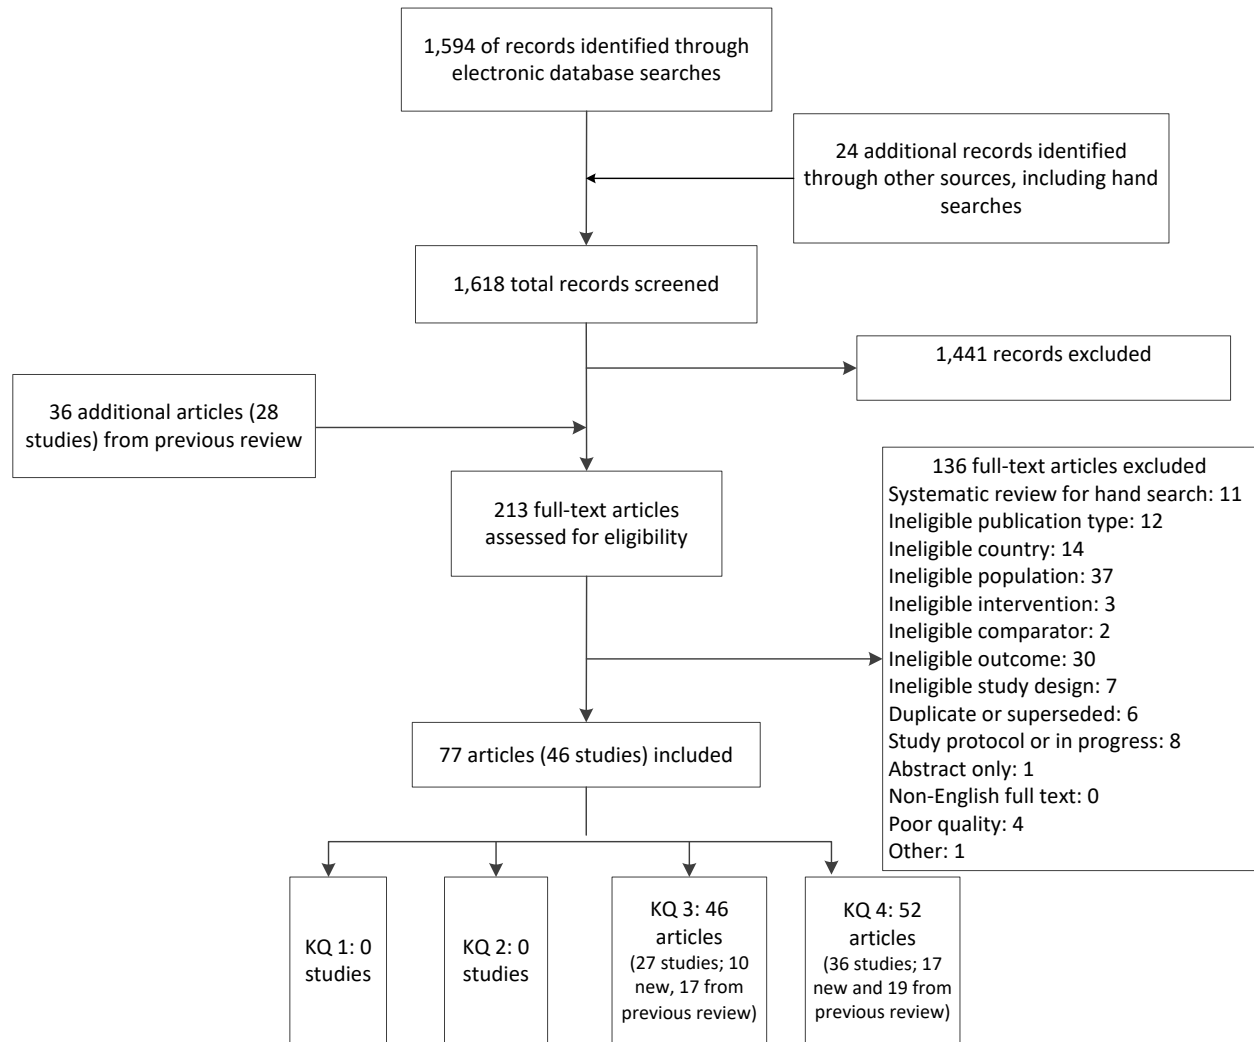 1,594 of records identified through
electronic database searches
24 additional records identified
through other sources, including hand
searches
1,618 total records screened
1,441 records excluded
36 additional articles (28
studies) from previous review
213 full-text articles
assessed for eligibility
136 full-text articles excluded
Systematic review for hand search: 11
Ineligible publication type: 12
Ineligible country: 14
Ineligible population: 37
Ineligible intervention: 3
Ineligible comparator: 2
Ineligible outcome: 30
Ineligible study design: 7
Duplicate or superseded: 6
Study protocol or in progress: 8
Abstract only: 1
Non-English full text: 0
Poor quality: 4
Other: 1
77 articles (46 studies) included
KQ 1: 0
studies
KQ 2: 0
studies
KQ 3: 46
articles
(27 studies; 10
new, 17 from
previous review)
KQ 4: 52
articles
(36 studies; 17
new and 19 from
previous review)